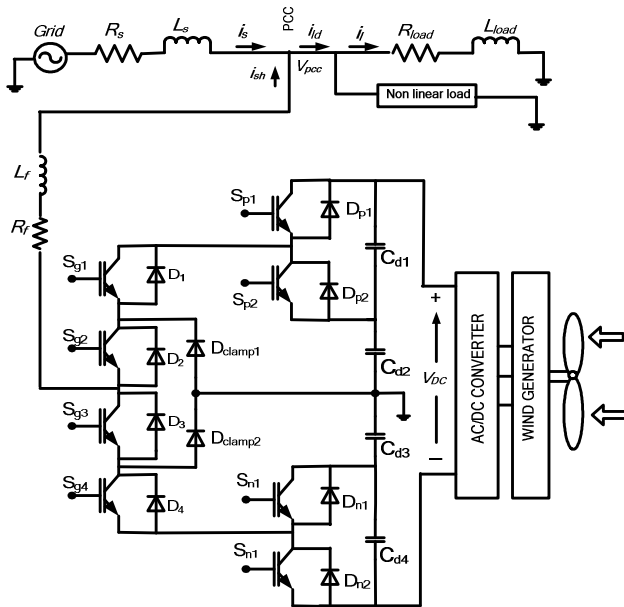 Grid
Rs
Ls
is
PCC
ild
il
Rload
Lload
ish
Vpcc
Non linear load
Lf
Rf
Sp1
Dp1
Cd1
Sg1
D1
Sp2
Dp2
Sg2
D2
Dclamp1
Cd2
+
VDC
AC/DC CONVERTER
WIND GENERATOR
Sg3
D3
Dclamp2
Cd3
−
Sg4
D4
Sn1
Dn1
Sn1
Dn2
Cd4